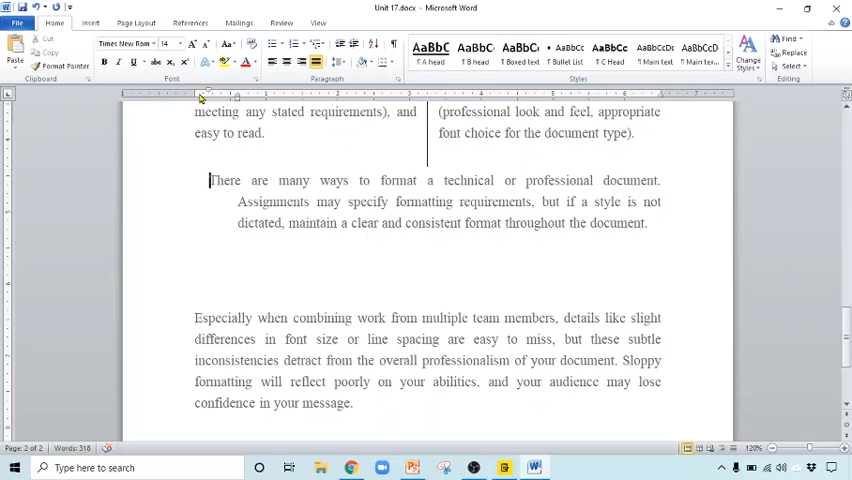 Unit 17.docx - Microsoft Word
File Home Insert Page Layout References Mailings Review View
Paste
Cut
Copy
Format Painter
Clipboard
Times New Rom 14
Font
Paragraph
AaBbC AaBbC AaBbCc AaBbCc AaBbCc AaBbCcD AaBbCcD
¶ A head ¶ B head ¶ Boxed text • Bullet List ¶ C Head ¶ Main text ¶ Main tex...
Styles
Change
Styles
Find
Replace
Select
Editing
meeting any stated requirements), and
easy to read.
(professional look and feel, appropriate
font choice for the document type).
There are many ways to format a technical or professional document.
Assignments may specify formatting requirements, but if a style is not
dictated, maintain a clear and consistent format throughout the document.
Especially when combining work from multiple team members, details like slight
differences in font size or line spacing are easy to miss, but these subtle
inconsistencies detract from the overall professionalism of your document. Sloppy
formatting will reflect poorly on your abilities, and your audience may lose
confidence in your message.
Page: 2 of 2 Words: 318 120%
Type here to search